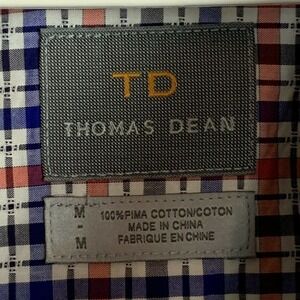 TD
THOMAS DEAN
M - M
100% PIMA COTTON/COTON
MADE IN CHINA
FABRIQUE EN CHINE